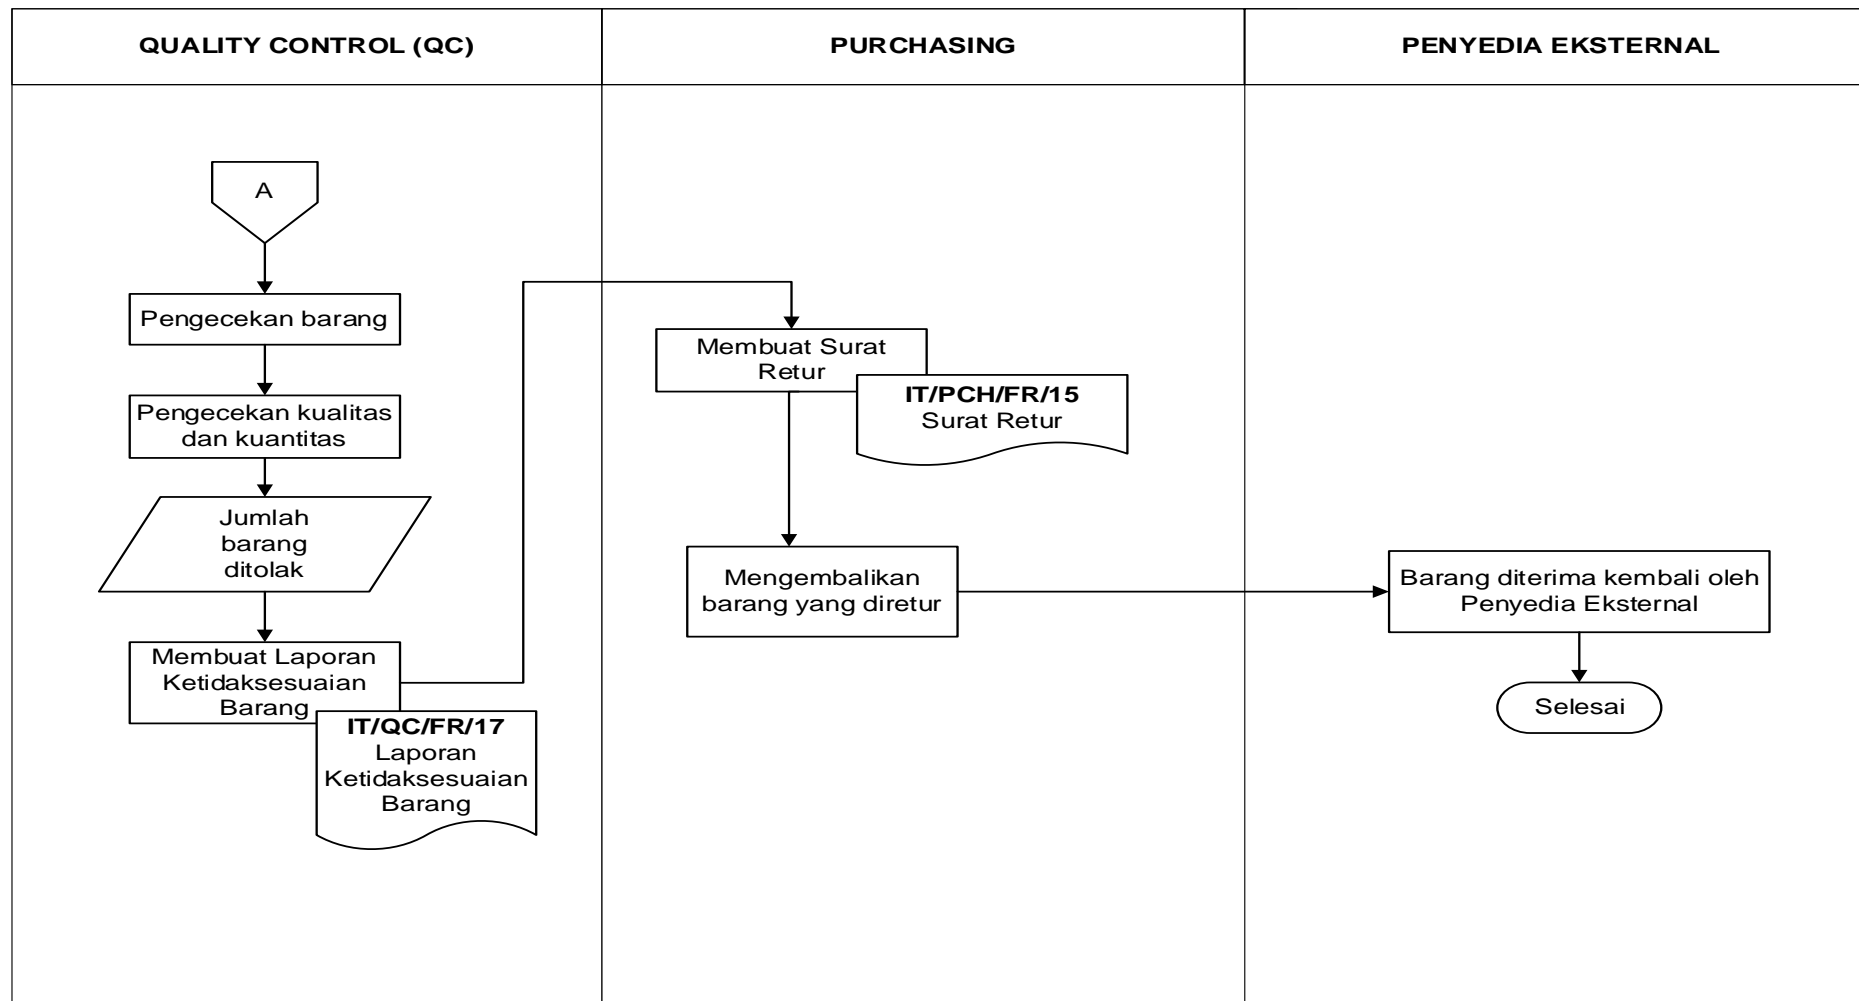 QUALITY CONTROL (QC)
PURCHASING
PENYEDIA EKSTERNAL
A
Pengecekan barang
Pengecekan kualitas
dan kuantitas
Jumlah
barang
ditolak
Membuat Laporan
Ketidaksesuaian
Barang
IT/QC/FR/17
Laporan
Ketidaksesuaian
Barang
Membuat Surat
Retur
IT/PCH/FR/15
Surat Retur
Mengembalikan
barang yang diretur
Barang diterima kembali oleh
Penyedia Eksternal
Selesai